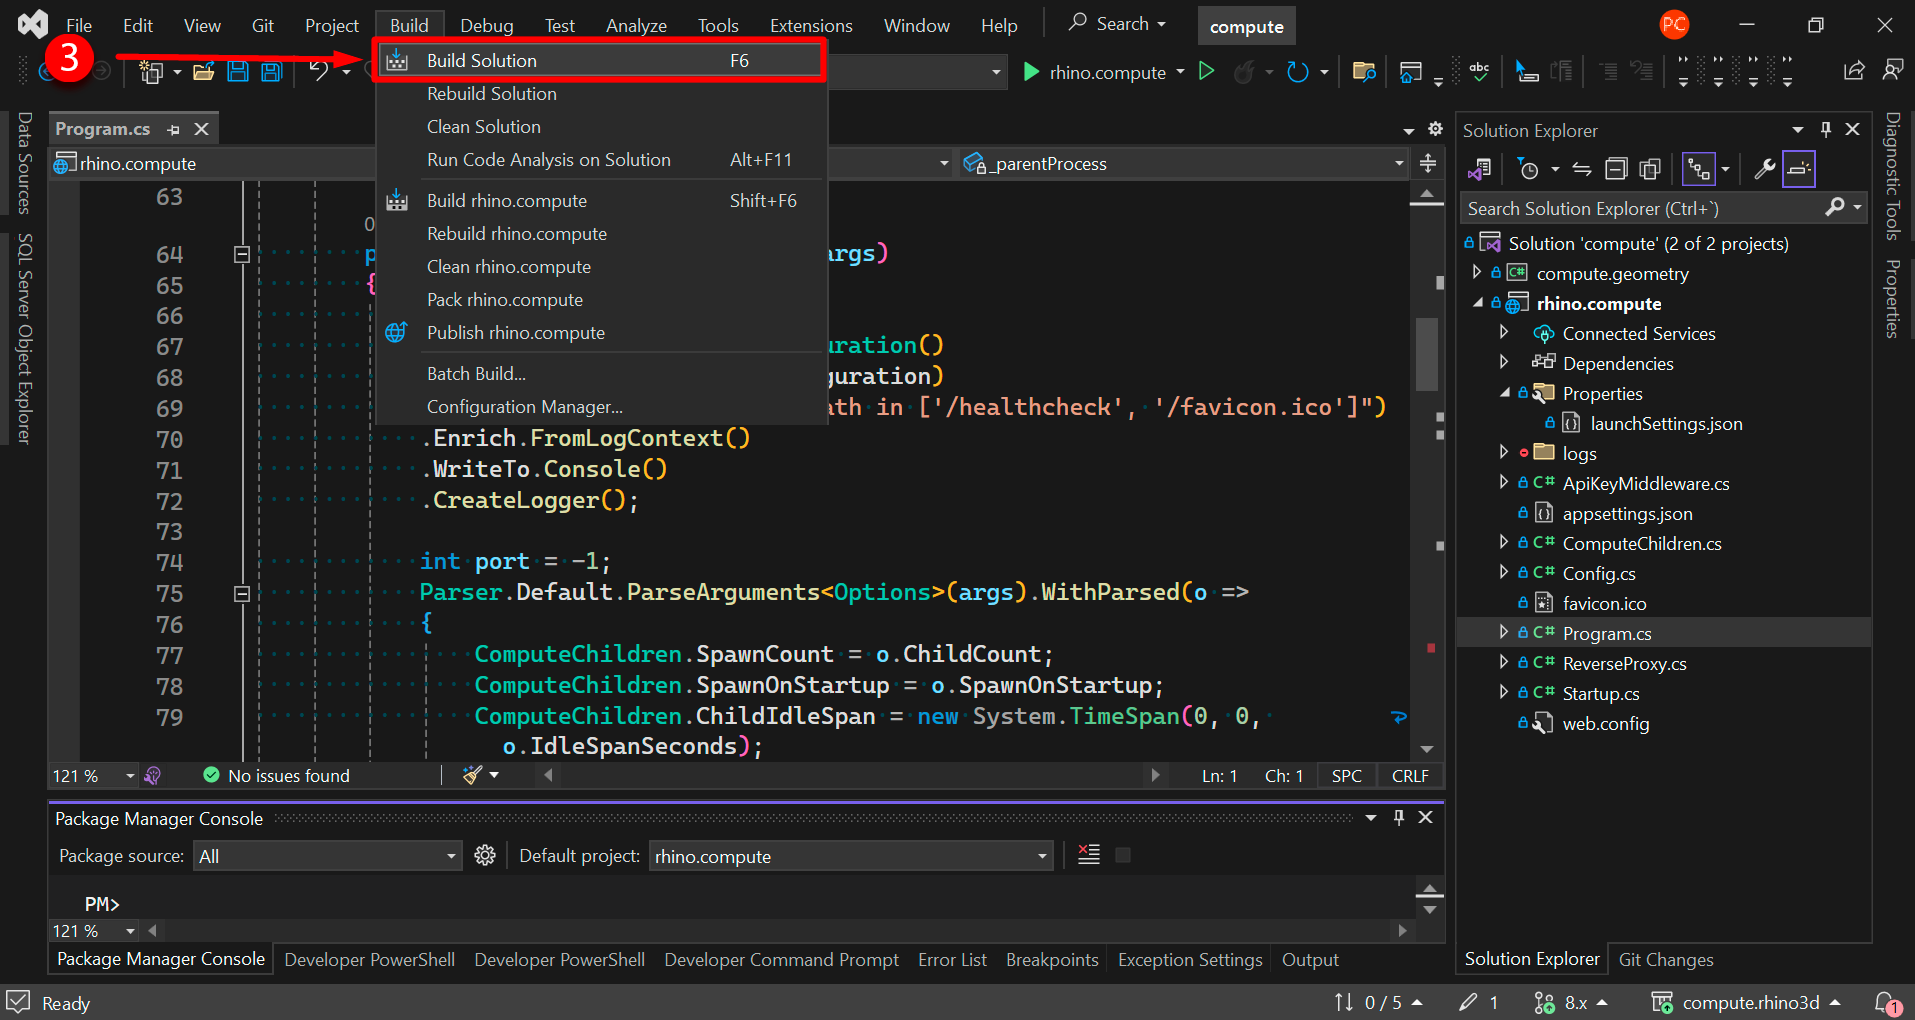 File Edit View Git Project Build Debug Test Analyze Tools Extensions Window Help Search compute PC
3
Build Solution F6
Rebuild Solution
Clean Solution
Run Code Analysis on Solution Alt+F11
Build rhino.compute Shift+F6
Rebuild rhino.compute
Clean rhino.compute
Pack rhino.compute
Publish rhino.compute
Batch Build...
Configuration Manager...
rhino.compute
abc
Data Sources
SQL Server Object Explorer
Program.cs
rhino.compute
_parentProcess
63
0
64 p args)
65 {
66
67 uration()
68 guration)
69 ath in ['/healthcheck', '/favicon.ico']")
70 .Enrich.FromLogContext()
71 .WriteTo.Console()
72 .CreateLogger();
73
74 int port = -1;
75 Parser.Default.ParseArguments<Options>(args).WithParsed(o =>
76 {
77 ComputeChildren.SpawnCount = o.ChildCount;
78 ComputeChildren.SpawnOnStartup = o.SpawnOnStartup;
79 ComputeChildren.ChildIdleSpan = new System.TimeSpan(0, 0,
o.IdleSpanSeconds);
121 % No issues found Ln: 1 Ch: 1 SPC CRLF
Package Manager Console
Package source: All Default project: rhino.compute
PM>
121 %
Package Manager Console Developer PowerShell Developer PowerShell Developer Command Prompt Error List Breakpoints Exception Settings Output
Solution Explorer
Search Solution Explorer (Ctrl+`)
Solution 'compute' (2 of 2 projects)
C# compute.geometry
rhino.compute
Connected Services
Dependencies
Properties
launchSettings.json
logs
C# ApiKeyMiddleware.cs
appsettings.json
C# ComputeChildren.cs
C# Config.cs
favicon.ico
C# Program.cs
C# ReverseProxy.cs
C# Startup.cs
web.config
Solution Explorer Git Changes
Diagnostic Tools
Properties
Ready 0 / 5 1 8.x compute.rhino3d 1